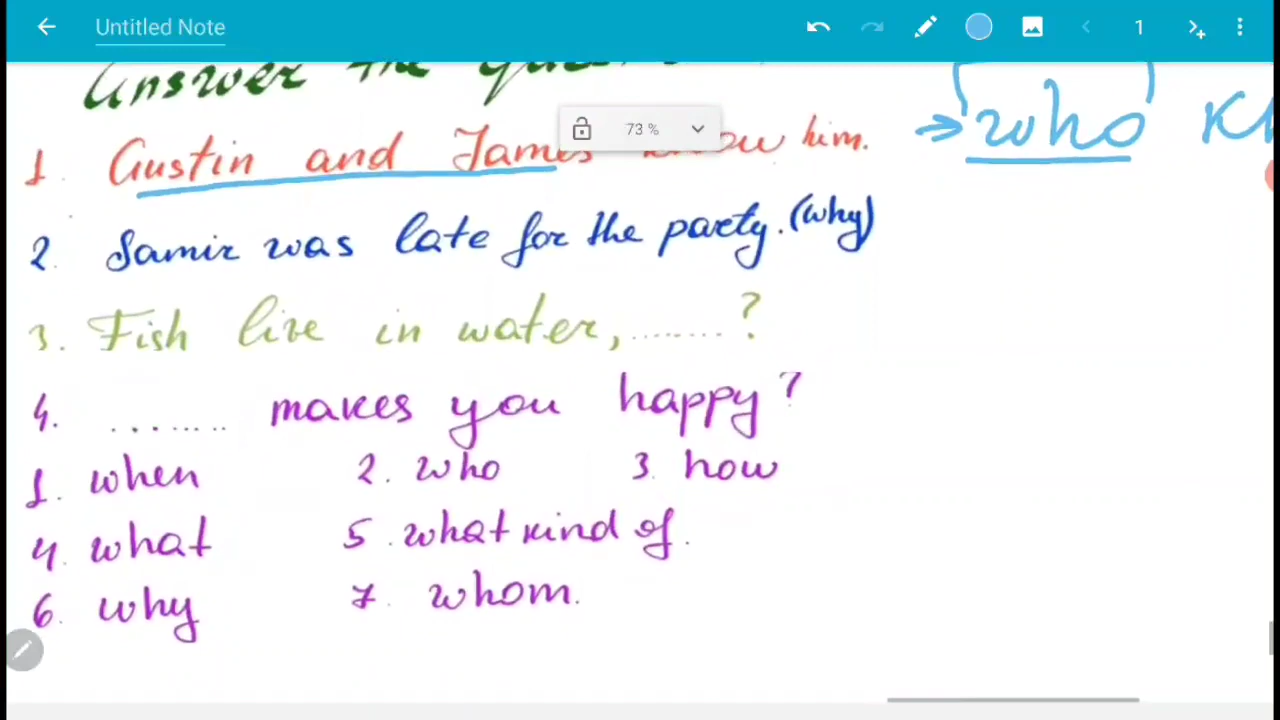 Untitled Note
1
Answer the
73 %
1. Gustin and James know him.
→ who
2. Samir was late for the party. (why)
3. Fish live in water, ........ ?
4. ........ makes you happy?
1. when 2. who 3. how
4. what 5. what kind of.
6. why 7. whom.